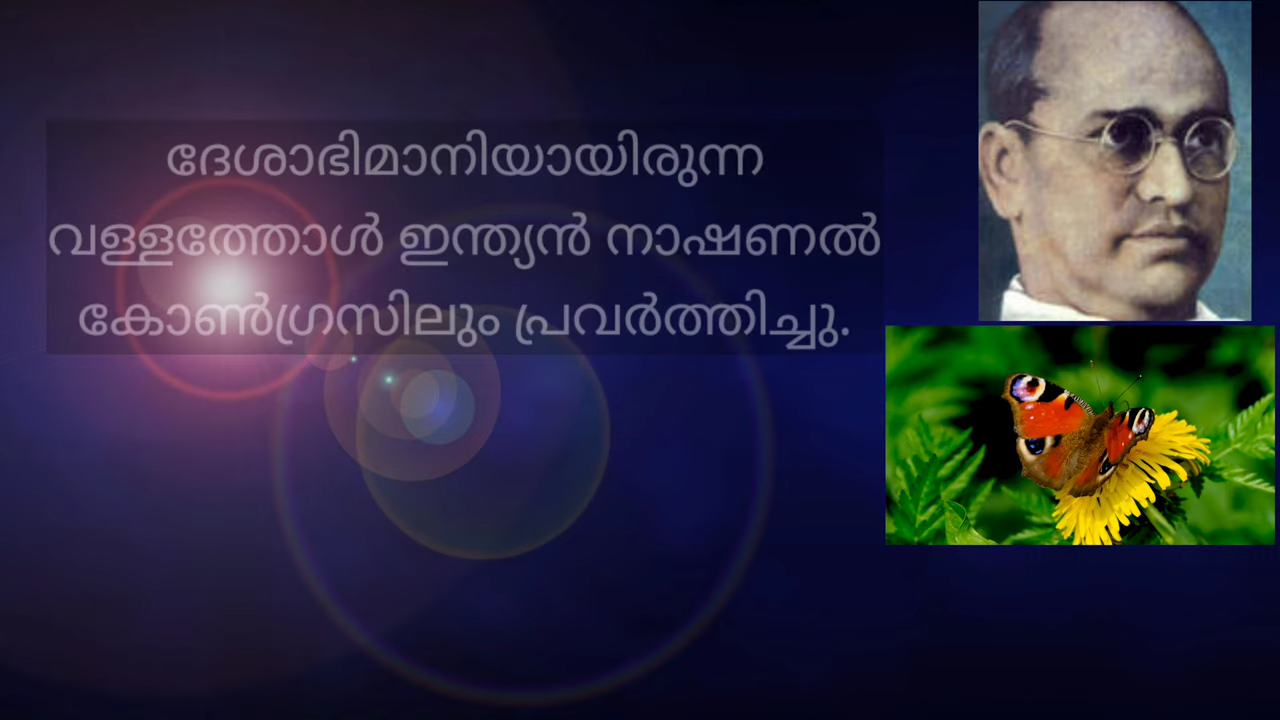 ദേശാഭിമാനിയായിരുന്ന
വള്ളത്തോൾ ഇന്ത്യൻ നാഷണൽ
കോൺഗ്രസിലും പ്രവർത്തിച്ചു.